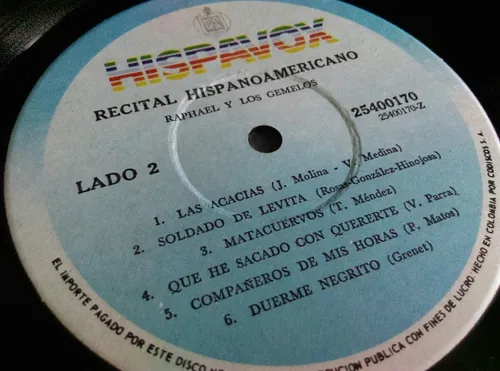 HISPAVOX
RECITAL HISPANOAMERICANO
RAPHAEL Y LOS GEMELOS
25400170
25400170-Z
LADO 2
1. LAS ACACIAS (J. Molina - V. Medina)
2. SOLDADO DE LEVITA (Rosas-González-Hinojosa)
3. MATACUERVOS (T. Méndez)
4. QUE HE SACADO CON QUERERTE (V. Parra)
5. COMPAÑEROS DE MIS HORAS (P. Matos)
6. DUERME NEGRITO (Grenet)
EL IMPORTE PAGADO POR ESTE DISCO
PUBLICA CON FINES DE LUCRO HECHO EN COLOMBIA POR CODISCOS S. A.